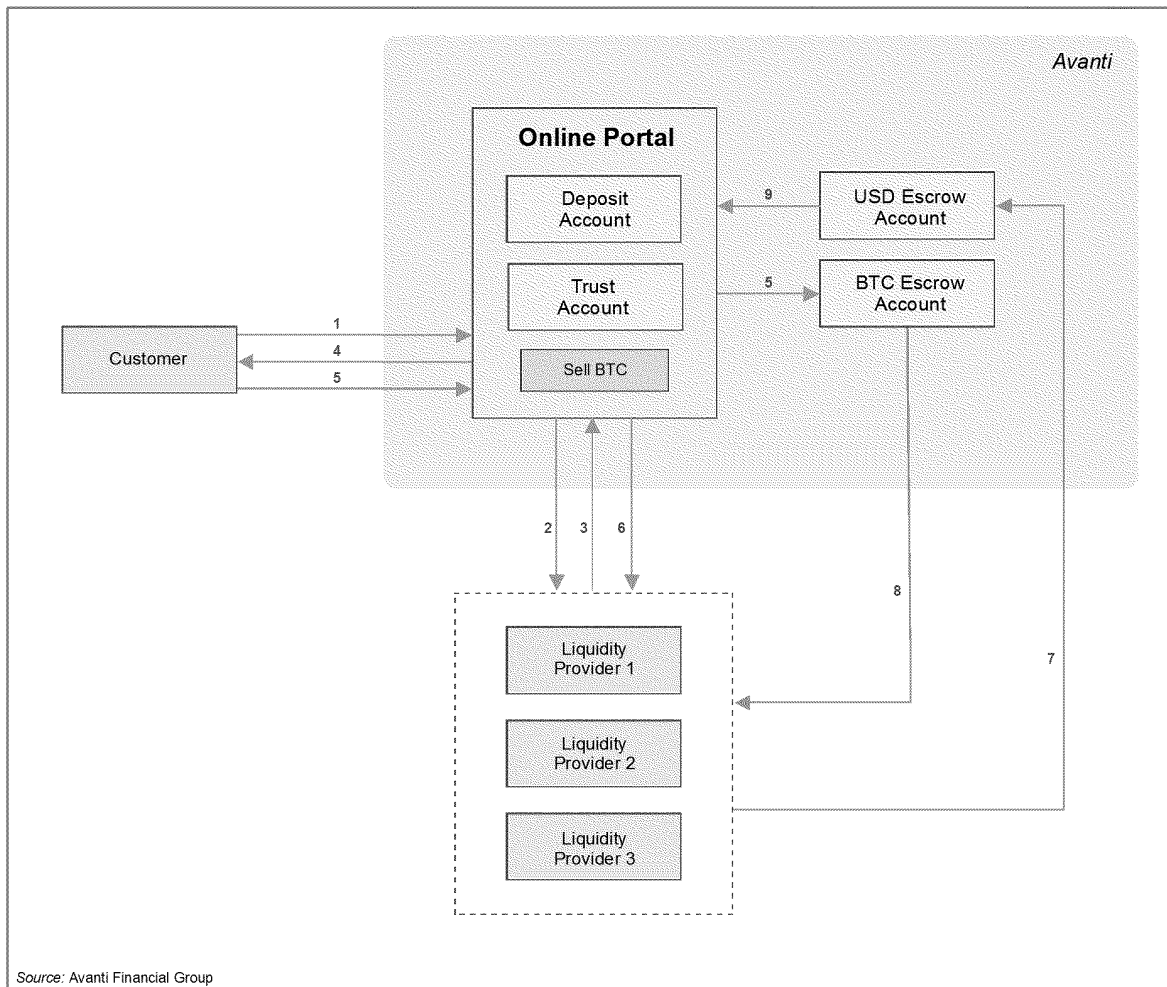 Avanti
Online Portal
Deposit
Account
9
USD Escrow
Account
Trust
Account
5
BTC Escrow
Account
1
Customer
4
Sell BTC
5
2
3
6
8
Liquidity
Provider 1
7
Liquidity
Provider 2
Liquidity
Provider 3
Source: Avanti Financial Group